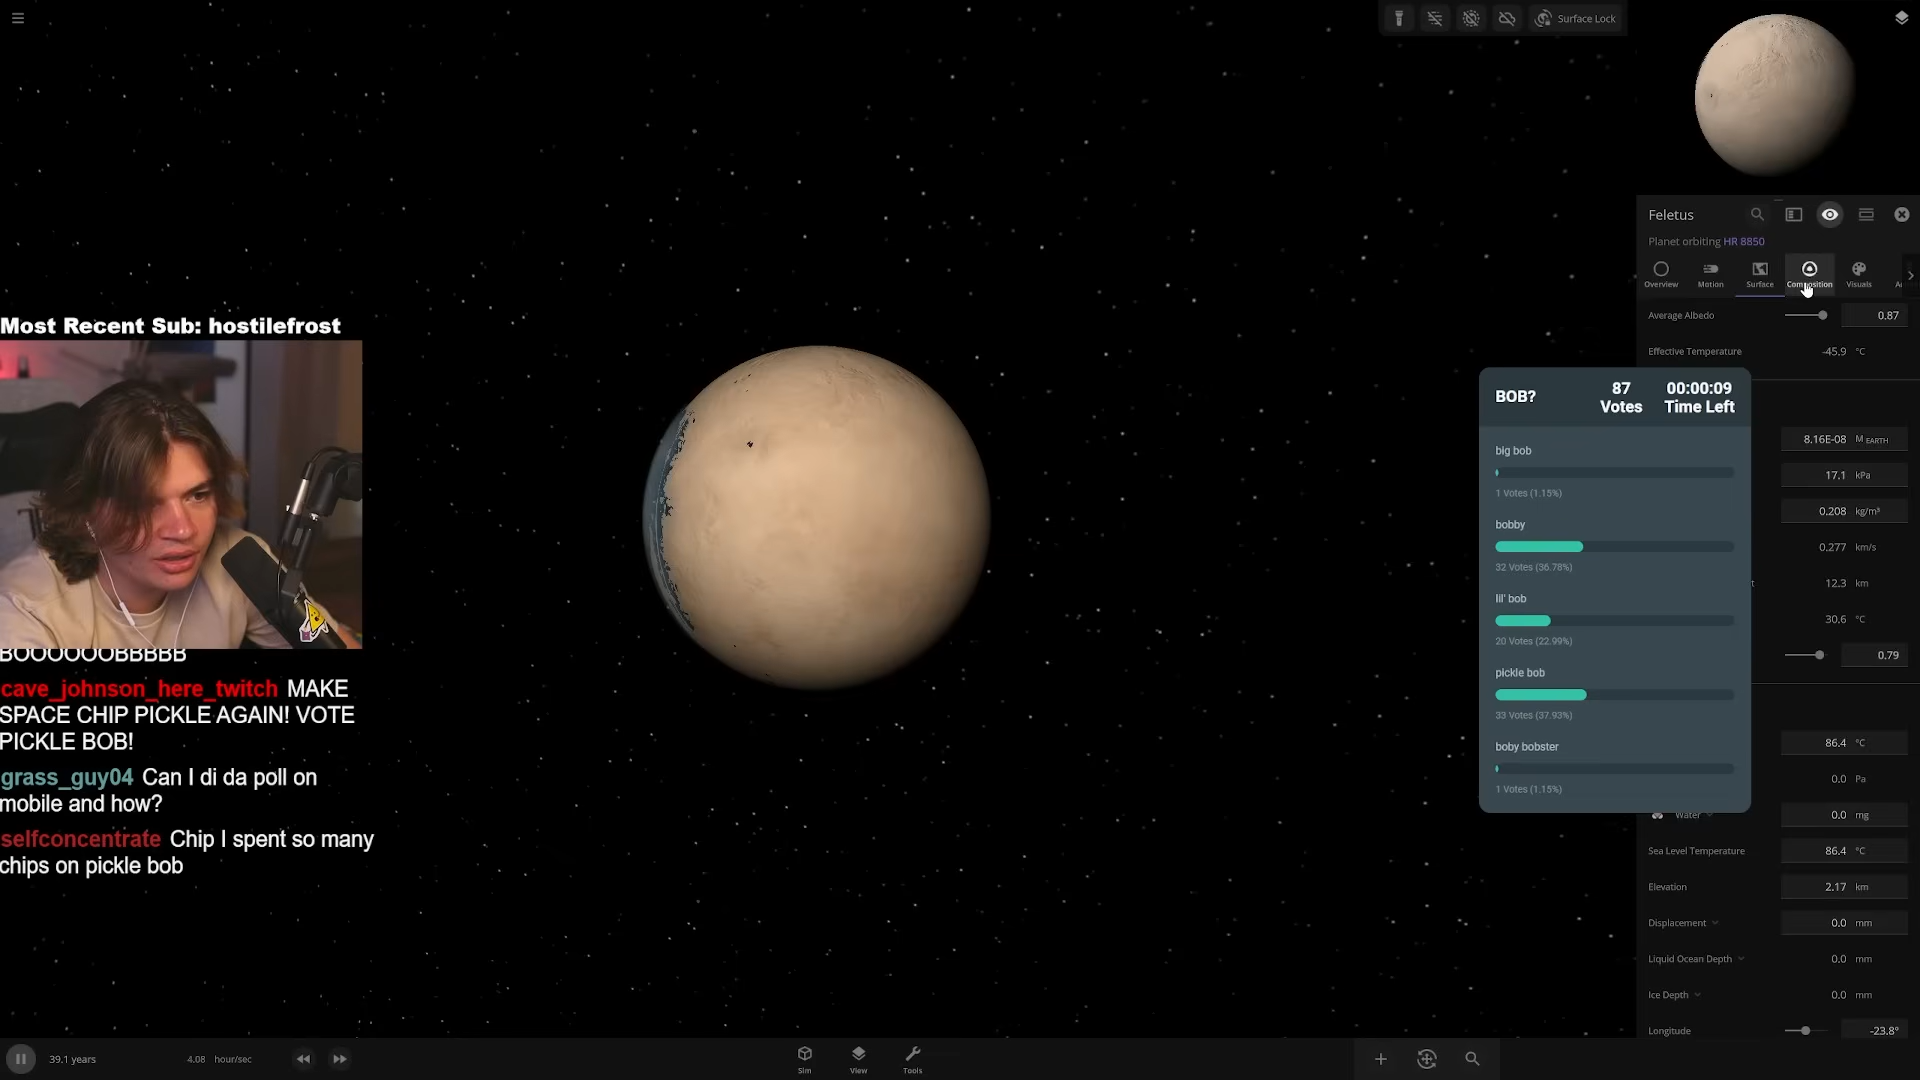 Surface Lock
Feletus
Planet orbiting HR 8850
Overview
Motion
Surface
Composition
Visuals
Average Albedo
0.87
Effective Temperature
-45.9 °C
BOB?
87
Votes
00:00:09
Time Left
big bob
1 Votes (1.15%)
bobby
32 Votes (36.78%)
lil' bob
20 Votes (22.99%)
pickle bob
33 Votes (37.93%)
boby bobster
1 Votes (1.15%)
8.16E-08 M EARTH
17.1 kPa
0.208 kg/m³
0.277 km/s
12.3 km
30.6 °C
0.79
86.4 °C
0.0 Pa
Water
0.0 mg
Sea Level Temperature
86.4 °C
Elevation
2.17 km
Displacement
0.0 mm
Liquid Ocean Depth
0.0 mm
Ice Depth
0.0 mm
Longitude
-23.8°
Most Recent Sub: hostilefrost
BOOOOOOBBBBB
cave_johnson_here_twitch MAKE
SPACE CHIP PICKLE AGAIN! VOTE
PICKLE BOB!
grass_guy04 Can I di da poll on
mobile and how?
selfconcentrate Chip I spent so many
chips on pickle bob
39.1 years
4.08 hour/sec
Sim
View
Tools